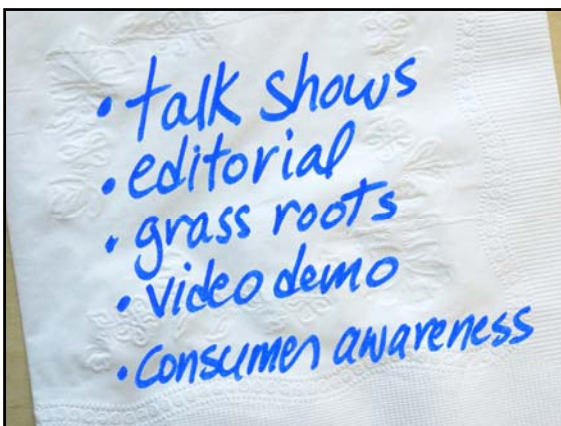 • talk shows
• editorial
• grass roots
• video demo
• consumer awareness